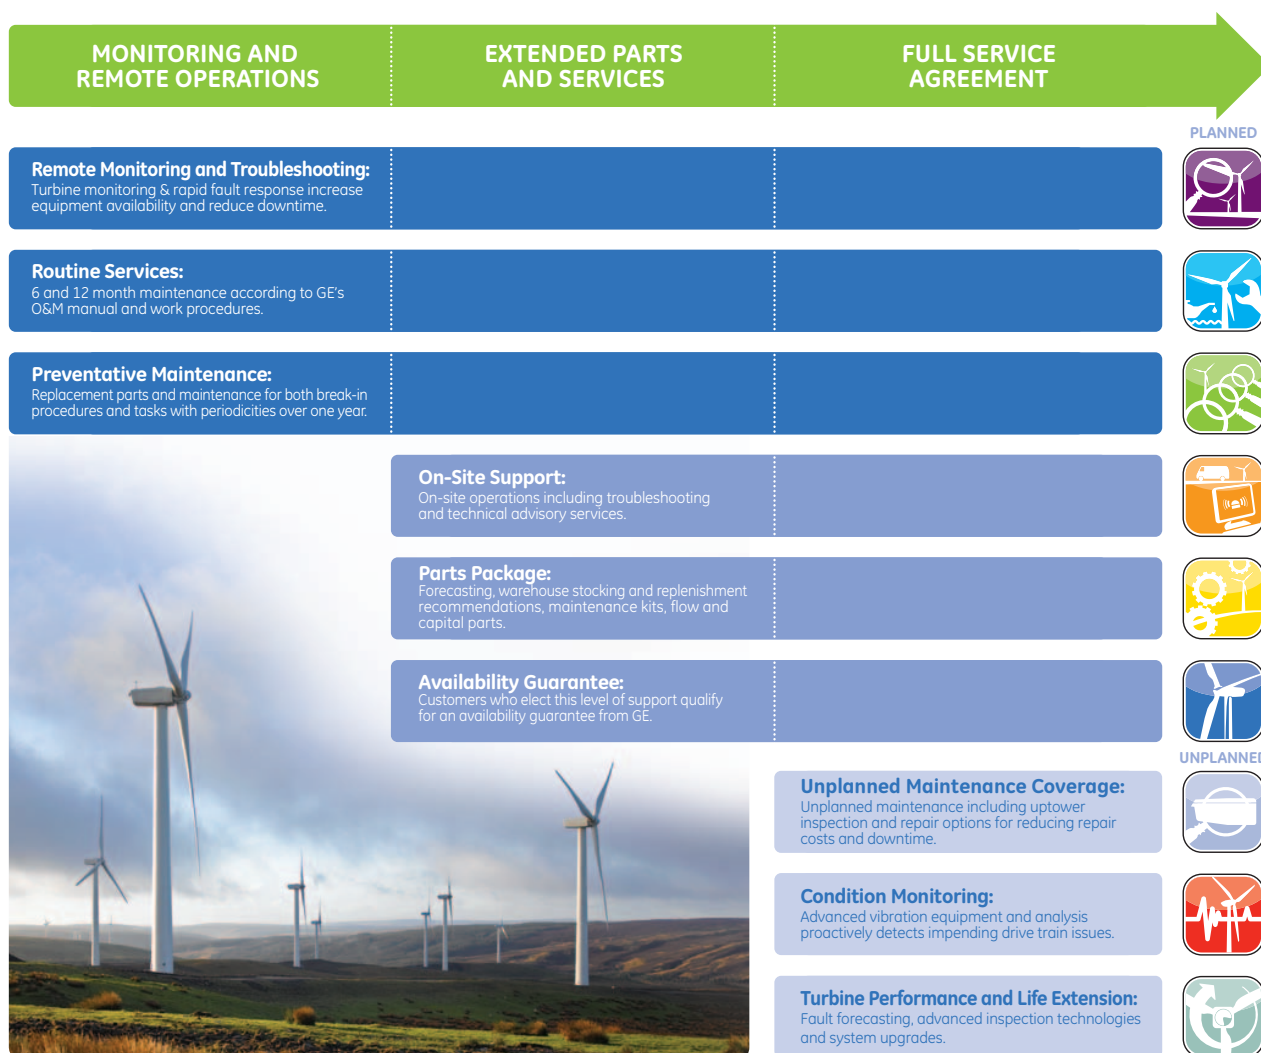 MONITORING AND
REMOTE OPERATIONS
EXTENDED PARTS
AND SERVICES
FULL SERVICE
AGREEMENT
PLANNED
Remote Monitoring and Troubleshooting:
Turbine monitoring & rapid fault response increase
equipment availability and reduce downtime.
Routine Services:
6 and 12 month maintenance according to GE's
O&M manual and work procedures.
Preventative Maintenance:
Replacement parts and maintenance for both break-in
procedures and tasks with periodicities over one year.
On-Site Support:
On-site operations including troubleshooting
and technical advisory services.
Parts Package:
Forecasting, warehouse stocking and replenishment
recommendations, maintenance kits, flow and
capital parts.
Availability Guarantee:
Customers who elect this level of support qualify
for an availability guarantee from GE.
UNPLANNED
Unplanned Maintenance Coverage:
Unplanned maintenance including uptower
inspection and repair options for reducing repair
costs and downtime.
Condition Monitoring:
Advanced vibration equipment and analysis
proactively detects impending drive train issues.
Turbine Performance and Life Extension:
Fault forecasting, advanced inspection technologies
and system upgrades.